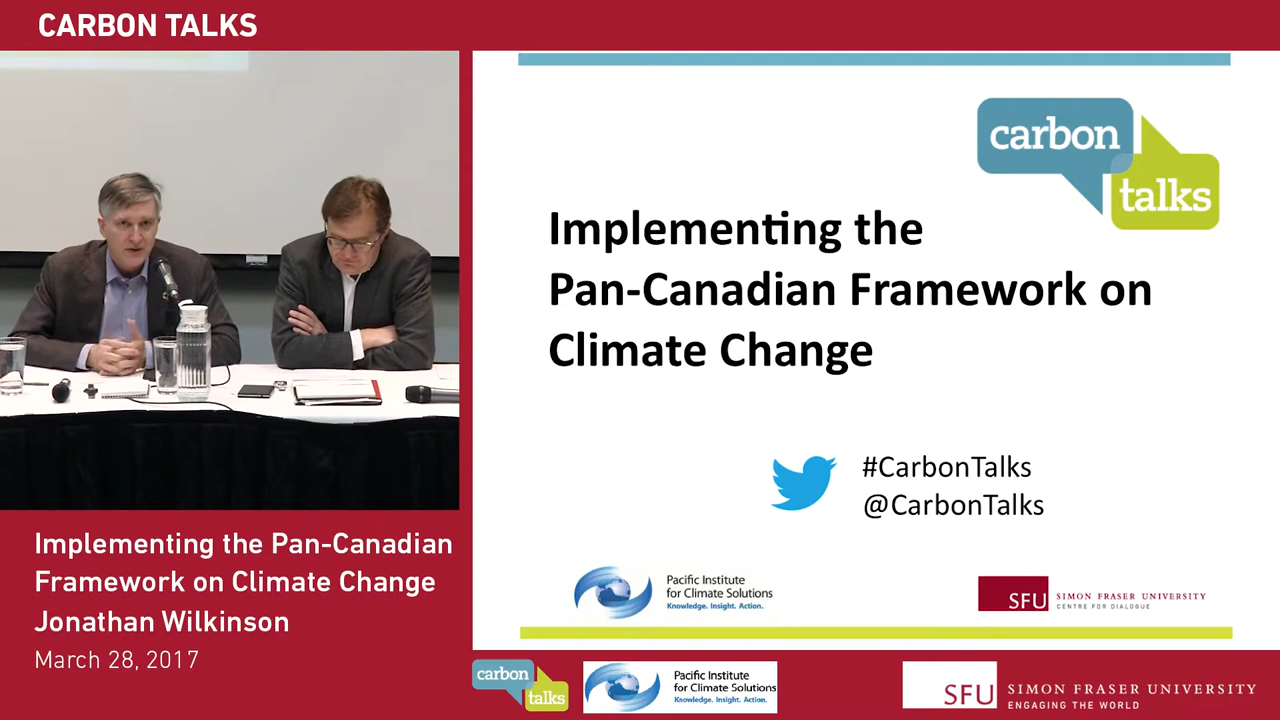 CARBON TALKS
carbon
talks
Implementing the
Pan-Canadian Framework on
Climate Change
#CarbonTalks
@CarbonTalks
Pacific Institute
for Climate Solutions
Knowledge. Insight. Action.
SFU
SIMON FRASER UNIVERSITY
CENTRE FOR DIALOGUE
Implementing the Pan-Canadian
Framework on Climate Change
Jonathan Wilkinson
March 28, 2017
carbon
talks
Pacific Institute
for Climate Solutions
Knowledge. Insight. Action.
SFU
SIMON FRASER UNIVERSITY
ENGAGING THE WORLD